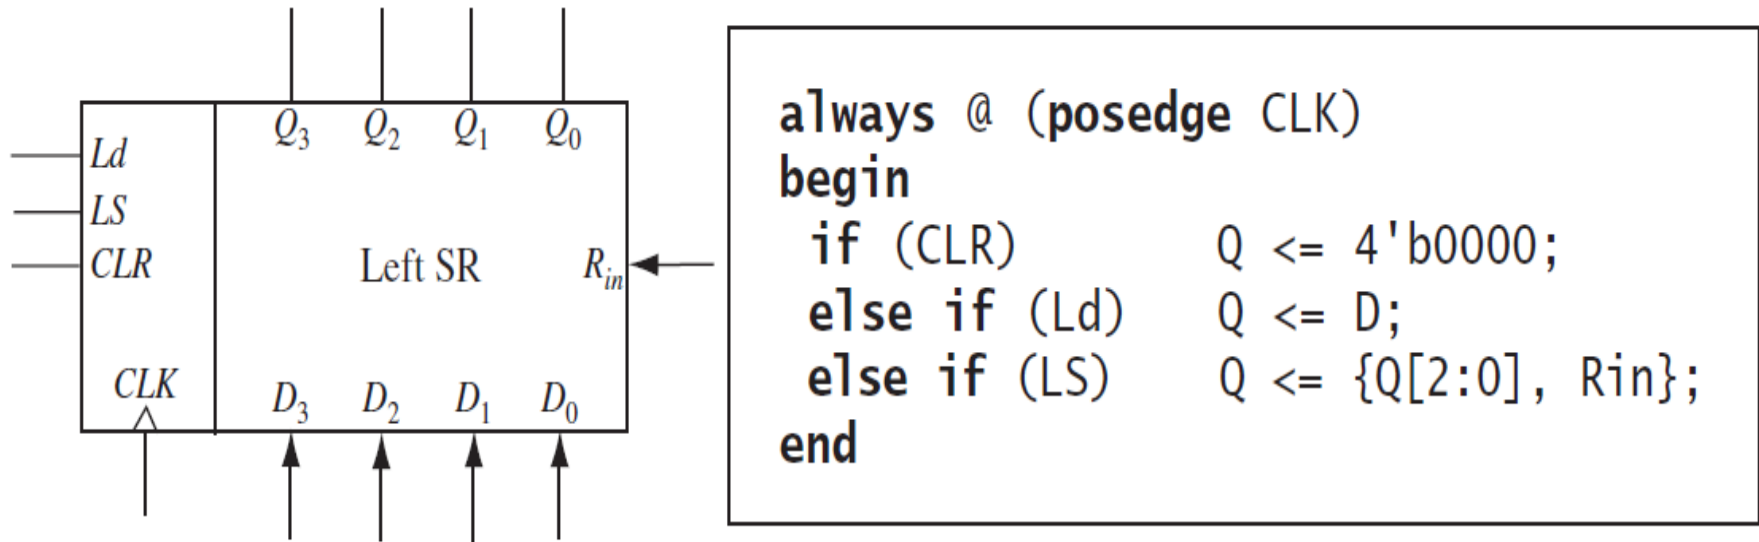 Q3 Q2 Q1 Q0
Ld
LS
CLR
Left SR
Rin
CLK
D3 D2 D1 D0
always @ (posedge CLK)
begin
if (CLR) Q <= 4'b0000;
else if (Ld) Q <= D;
else if (LS) Q <= {Q[2:0], Rin};
end